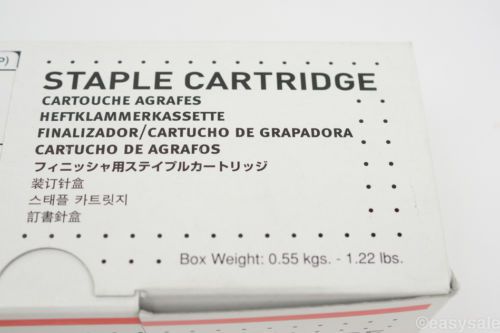 P)
STAPLE CARTRIDGE
CARTOUCHE AGRAFES
HEFTKLAMMERKASSETTE
FINALIZADOR/CARTUCHO DE GRAPADORA
CARTUCHO DE AGRAFOS
フィニッシャ用ステイプルカートリッジ
装订针盒
스태플 카트릿지
訂書針盒
Box Weight: 0.55 kgs. - 1.22 lbs.
©easysale